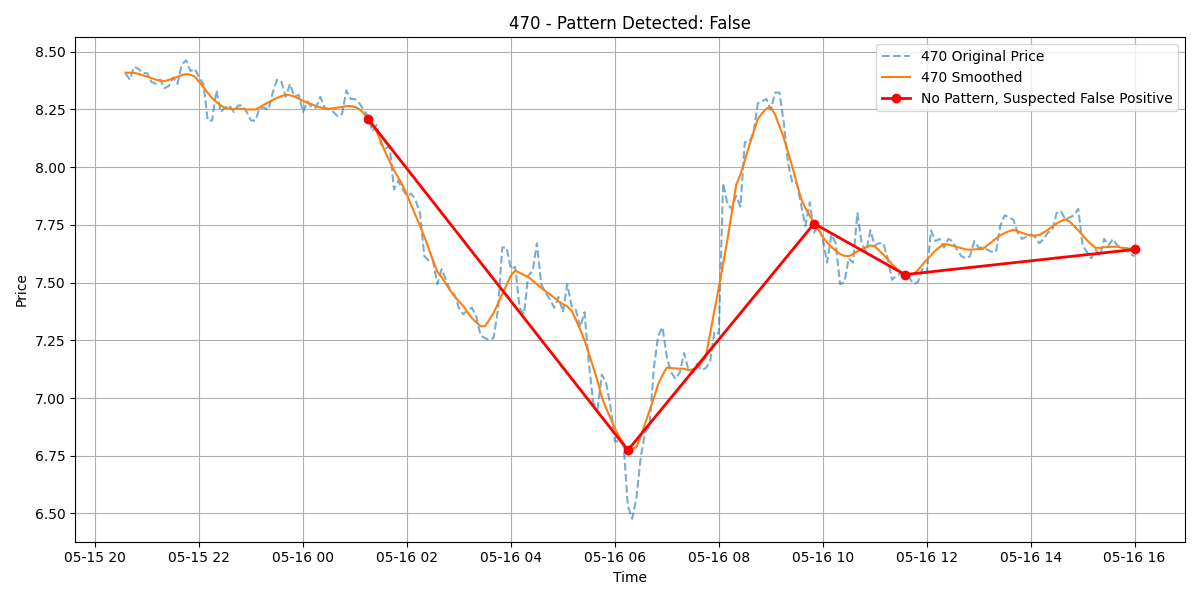 470 - Pattern Detected: False
470 Original Price
470 Smoothed
No Pattern, Suspected False Positive
Price
8.50
8.25
8.00
7.75
7.50
7.25
7.00
6.75
6.50
05-15 20 05-15 22 05-16 00 05-16 02 05-16 04 05-16 06 05-16 08 05-16 10 05-16 12 05-16 14 05-16 16
Time